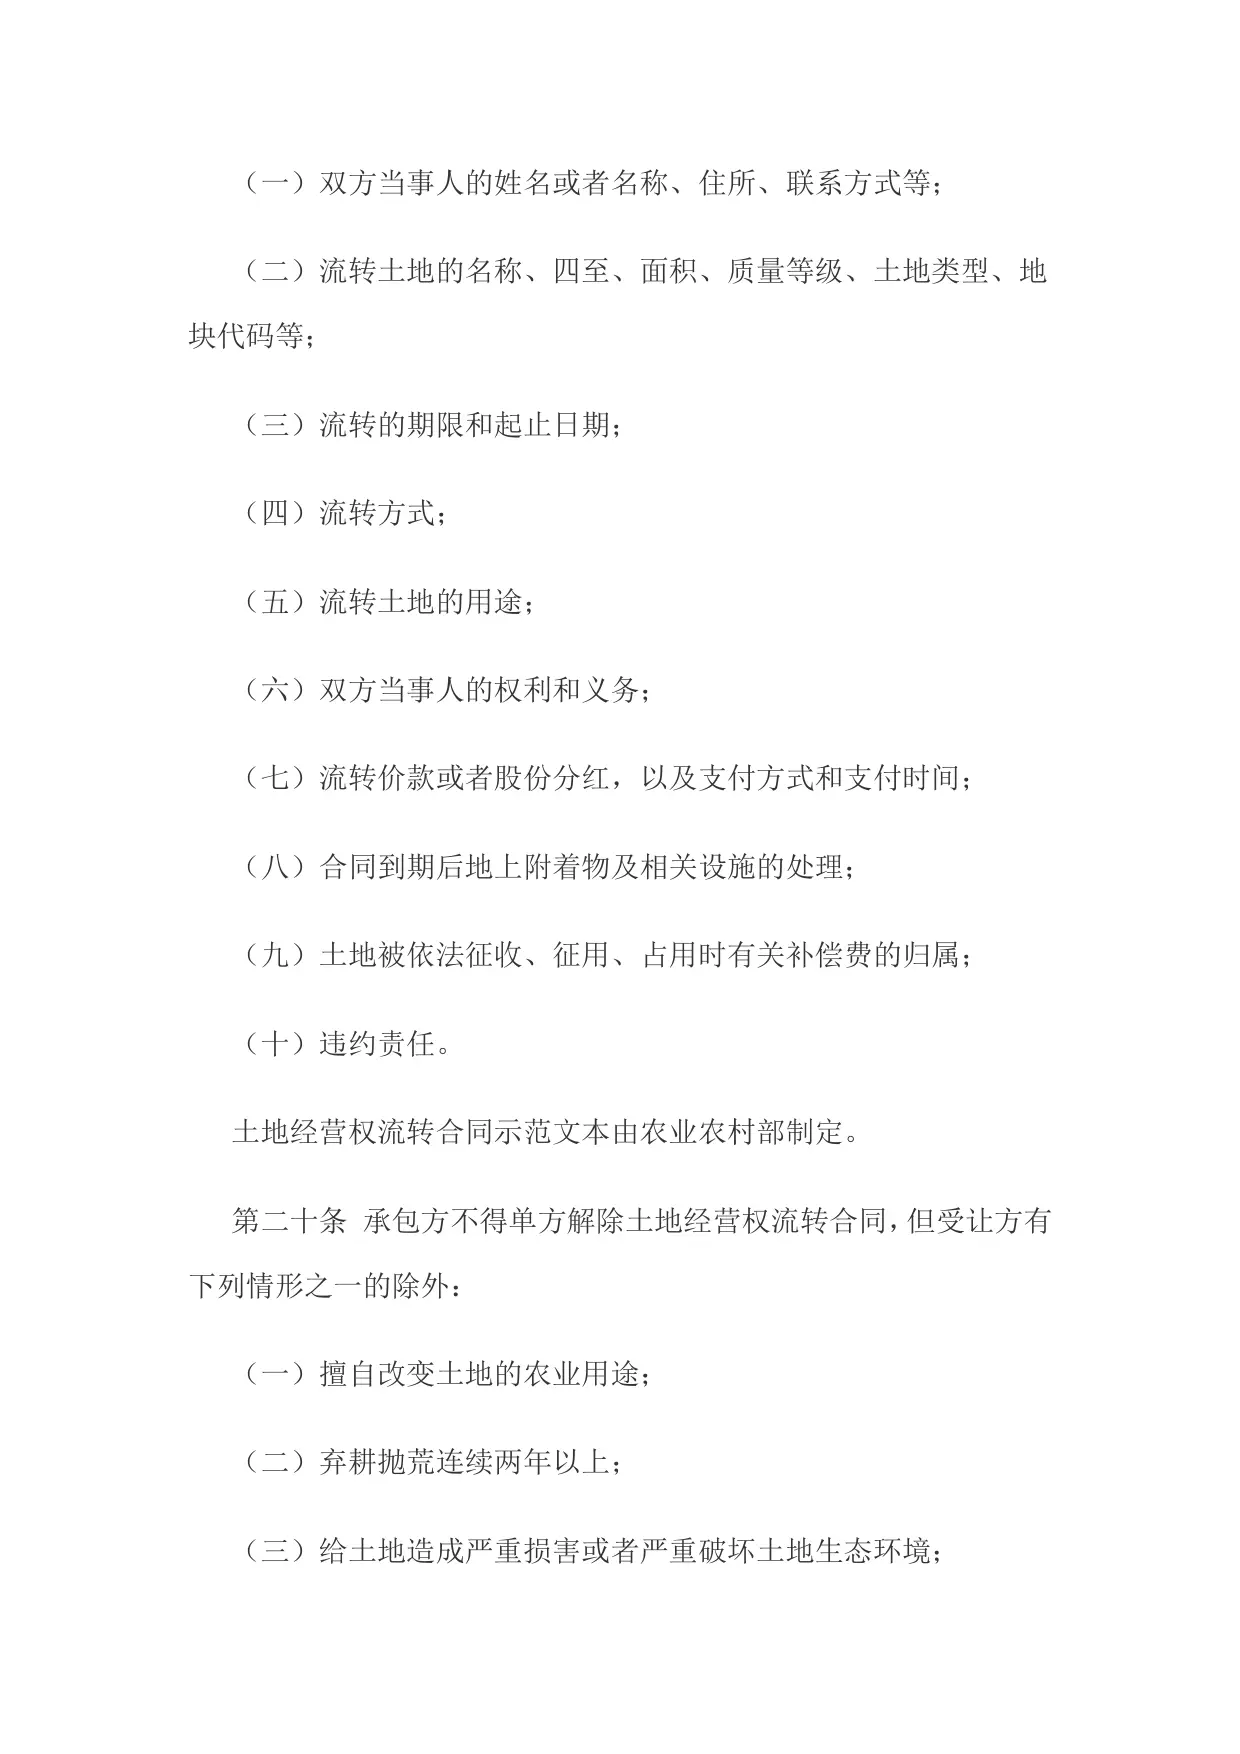 （一）双方当事人的姓名或者名称、住所、联系方式等；
（二）流转土地的名称、四至、面积、质量等级、土地类型、地
块代码等；
（三）流转的期限和起止日期；
（四）流转方式；
（五）流转土地的用途；
（六）双方当事人的权利和义务；
（七）流转价款或者股份分红，以及支付方式和支付时间；
（八）合同到期后地上附着物及相关设施的处理；
（九）土地被依法征收、征用、占用时有关补偿费的归属；
（十）违约责任。
土地经营权流转合同示范文本由农业农村部制定。
第二十条 承包方不得单方解除土地经营权流转合同，但受让方有
下列情形之一的除外：
（一）擅自改变土地的农业用途；
（二）弃耕抛荒连续两年以上；
（三）给土地造成严重损害或者严重破坏土地生态环境；